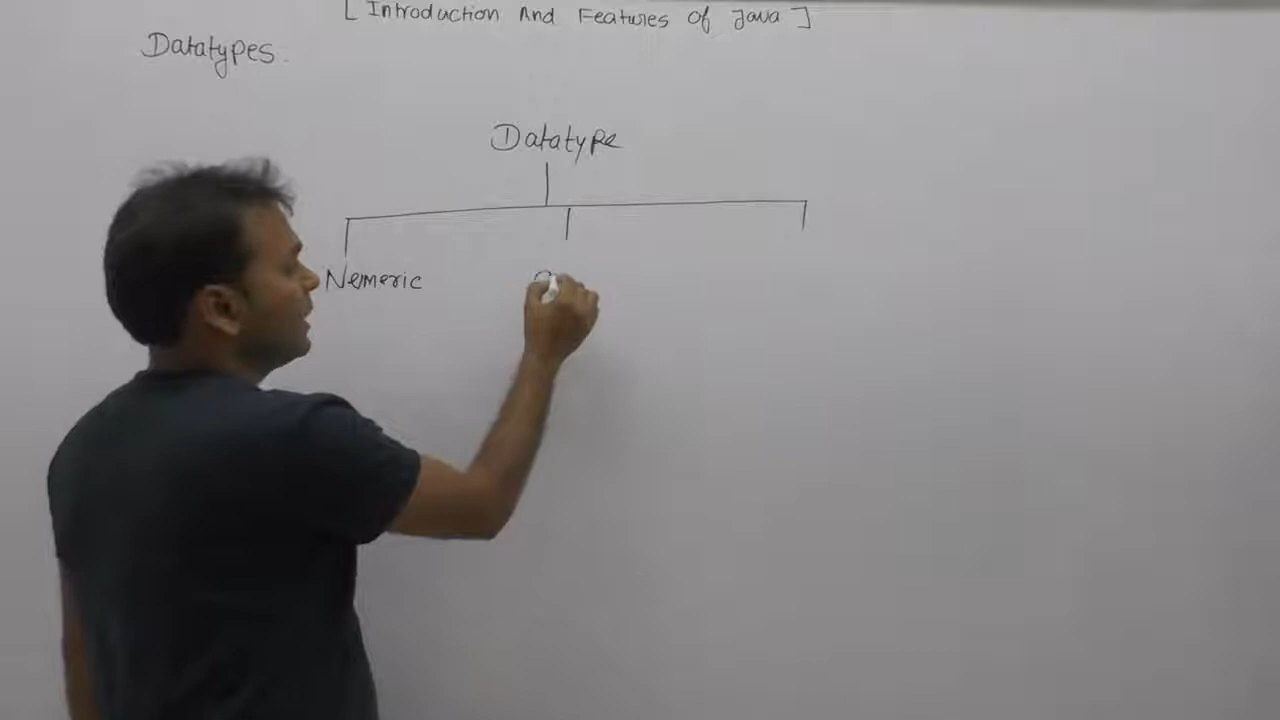 [ Introduction And Features of Java ]
Datatypes.
Datatype
Nemeric